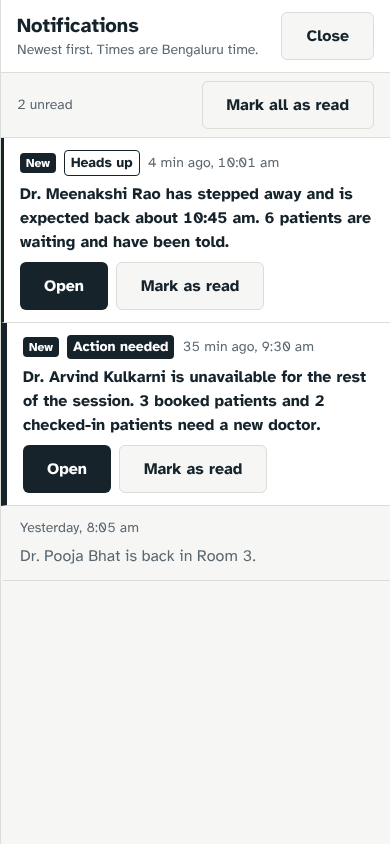 Notifications
Newest first. Times are Bengaluru time.
Close
2 unread
Mark all as read
New Heads up 4 min ago, 10:01 am
Dr. Meenakshi Rao has stepped away and is
expected back about 10:45 am. 6 patients are
waiting and have been told.
Open Mark as read
New Action needed 35 min ago, 9:30 am
Dr. Arvind Kulkarni is unavailable for the rest
of the session. 3 booked patients and 2
checked-in patients need a new doctor.
Open Mark as read
Yesterday, 8:05 am
Dr. Pooja Bhat is back in Room 3.